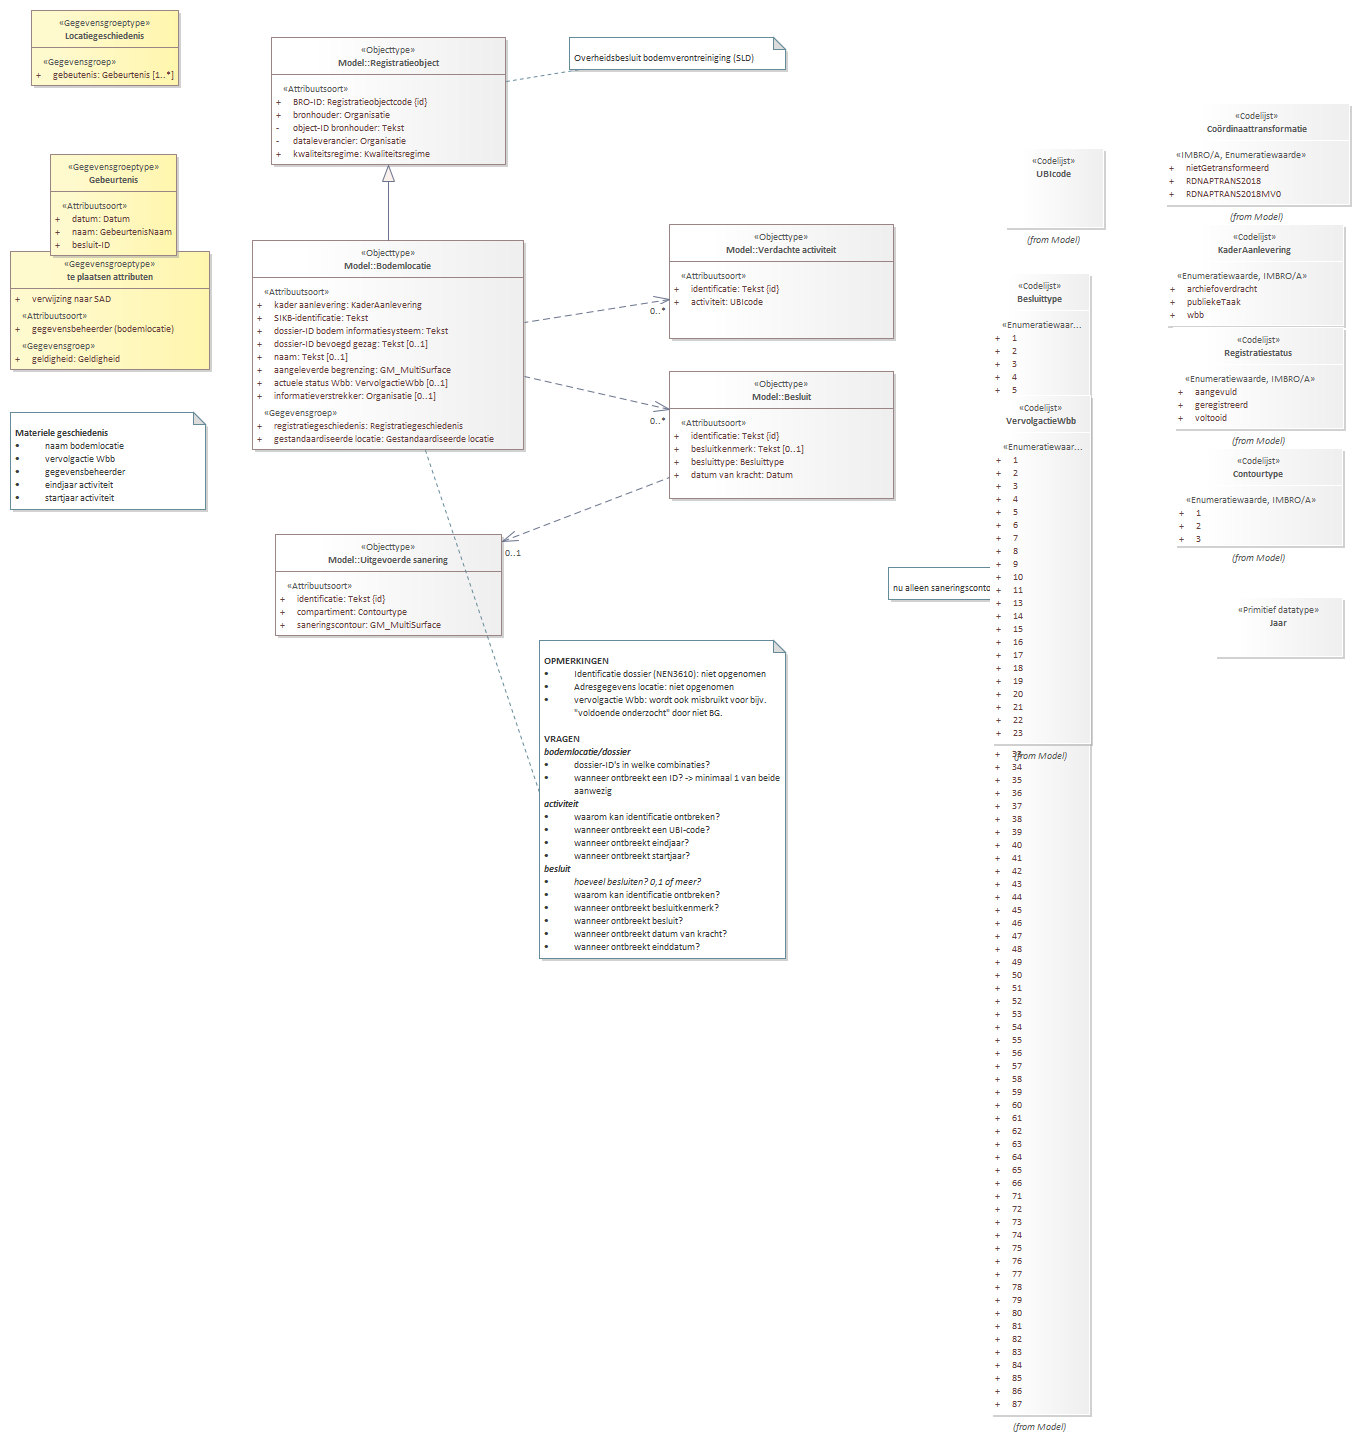 «Gegevensgroeptype»
Locatiegeschiedenis
«Gegevensgroep»
+ gebeutenis: Gebeurtenis [1..*]
«Gegevensgroeptype»
Gebeurtenis
«Attribuutsoort»
+ datum: Datum
+ naam: GebeurtenisNaam
+ besluit-ID
«Gegevensgroeptype»
te plaatsen attributen
+ verwijzing naar SAD
«Attribuutsoort»
+ gegevensbeheerder (bodemlocatie)
«Gegevensgroep»
+ geldigheid: Geldigheid
Materiele geschiedenis
• naam bodemlocatie
• vervolgactie Wbb
• gegevensbeheerder
• eindjaar activiteit
• startjaar activiteit
«Objecttype»
Model::Registratieobject
«Attribuutsoort»
+ BRO-ID: Registratieobjectcode {id}
+ bronhouder: Organisatie
- object-ID bronhouder: Tekst
- dataleverancier: Organisatie
+ kwaliteitsregime: Kwaliteitsregime
Overheidsbesluit bodemverontreiniging (SLD)
«Objecttype»
Model::Bodemlocatie
«Attribuutsoort»
+ kader aanlevering: KaderAanlevering
+ SIKB-identificatie: Tekst
+ dossier-ID bodem informatiesysteem: Tekst
+ dossier-ID bevoegd gezag: Tekst [0..1]
+ naam: Tekst [0..1]
+ aangeleverde begrenzing: GM_MultiSurface
+ actuele status Wbb: VervolgactieWbb [0..1]
+ informatieverstrekker: Organisatie [0..1]
«Gegevensgroep»
+ registratiegeschiedenis: Registratiegeschiedenis
+ gestandaardiseerde locatie: Gestandaardiseerde locatie
«Objecttype»
Model::Verdachte activiteit
«Attribuutsoort»
+ identificatie: Tekst {id}
+ activiteit: UBIcode
0..*
«Objecttype»
Model::Besluit
«Attribuutsoort»
+ identificatie: Tekst {id}
+ besluitkenmerk: Tekst [0..1]
+ besluittype: Besluittype
+ datum van kracht: Datum
0..*
«Objecttype»
Model::Uitgevoerde sanering
«Attribuutsoort»
+ identificatie: Tekst {id}
+ compartiment: Contourtype
+ saneringscontour: GM_MultiSurface
0..1
nu alleen saneringsconto
OPMERKINGEN
• Identificatie dossier (NEN3610): niet opgenomen
• Adresgegevens locatie: niet opgenomen
• vervolgactie Wbb: wordt ook misbruikt voor bijv.
"voldoende onderzocht" door niet BG.
VRAGEN
bodemlocatie/dossier
• dossier-ID's in welke combinaties?
• wanneer ontbreekt een ID? -> minimaal 1 van beide
aanwezig
activiteit
• waarom kan identificatie ontbreken?
• wanneer ontbreekt een UBI-code?
• wanneer ontbreekt eindjaar?
• wanneer ontbreekt startjaar?
besluit
• hoeveel besluiten? 0,1 of meer?
• waarom kan identificatie ontbreken?
• wanneer ontbreekt besluitkenmerk?
• wanneer ontbreekt besluit?
• wanneer ontbreekt datum van kracht?
• wanneer ontbreekt einddatum?
«Codelijst»
UBIcode
(from Model)
«Codelijst»
Besluittype
«Enumeratiewaar...
+ 1
+ 2
+ 3
+ 4
+ 5
«Codelijst»
VervolgactieWbb
«Enumeratiewaar...
+ 1
+ 2
+ 3
+ 4
+ 5
+ 6
+ 7
+ 8
+ 9
+ 10
+ 11
+ 13
+ 14
+ 15
+ 16
+ 17
+ 18
+ 19
+ 20
+ 21
+ 22
+ 23
(from Model)
+ 33
+ 34
+ 35
+ 36
+ 37
+ 38
+ 39
+ 40
+ 41
+ 42
+ 43
+ 44
+ 45
+ 46
+ 47
+ 48
+ 49
+ 50
+ 51
+ 52
+ 53
+ 54
+ 55
+ 56
+ 57
+ 58
+ 59
+ 60
+ 61
+ 62
+ 63
+ 64
+ 65
+ 66
+ 71
+ 72
+ 73
+ 74
+ 75
+ 76
+ 77
+ 78
+ 79
+ 80
+ 81
+ 82
+ 83
+ 84
+ 85
+ 86
+ 87
(from Model)
«Codelijst»
Coördinaattransformatie
«IMBRO/A, Enumeratiewaarde»
+ nietGetransformeerd
+ RDNAPTRANS2018
+ RDNAPTRANS2018MV0
(from Model)
«Codelijst»
KaderAanlevering
«Enumeratiewaarde, IMBRO/A»
+ archiefoverdracht
+ publiekeTaak
+ wbb
«Codelijst»
Registratiestatus
«Enumeratiewaarde, IMBRO/A»
+ aangevuld
+ geregistreerd
+ voltooid
(from Model)
«Codelijst»
Contourtype
«Enumeratiewaarde, IMBRO/A»
+ 1
+ 2
+ 3
(from Model)
«Primitief datatype»
Jaar